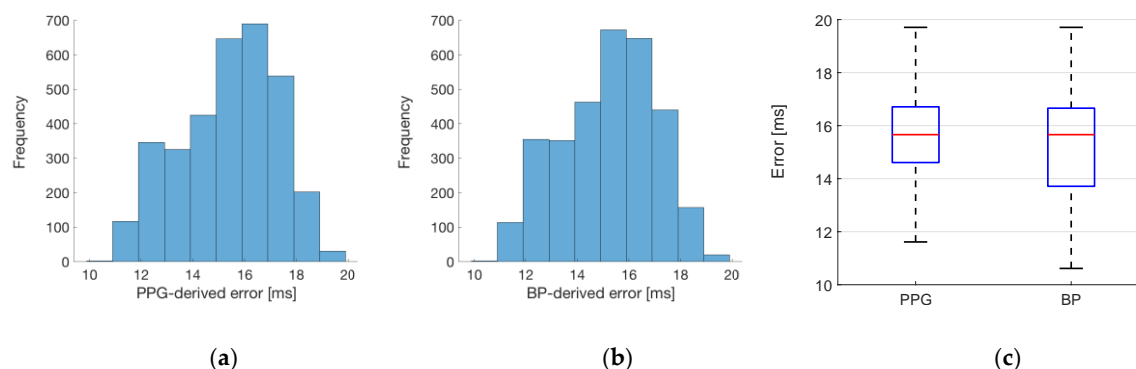 700
600
500
400
300
200
100
0
Frequency
10 12 14 16 18 20
PPG-derived error [ms]
(a)
700
600
500
400
300
200
100
0
Frequency
10 12 14 16 18 20
BP-derived error [ms]
(b)
20
18
16
14
12
10
Error [ms]
PPG BP
(c)